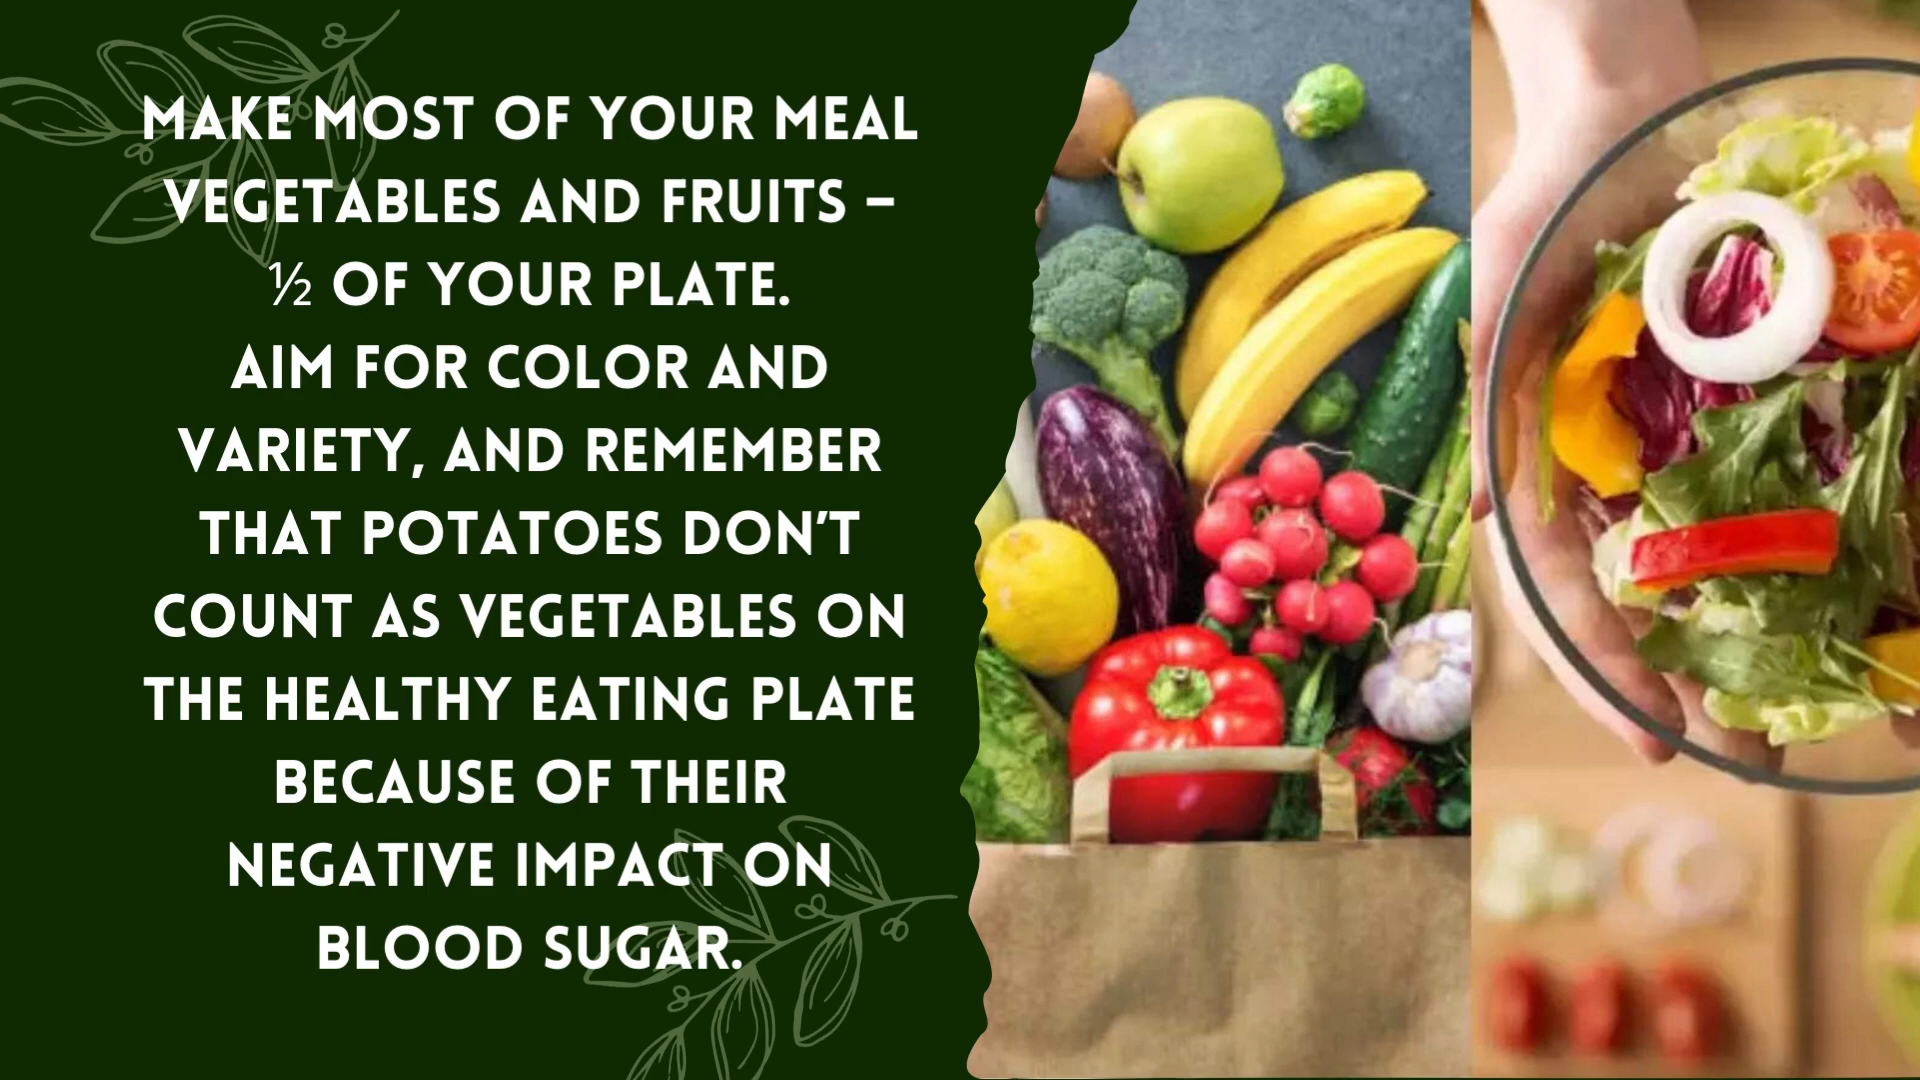 MAKE MOST OF YOUR MEAL
VEGETABLES AND FRUITS –
½ OF YOUR PLATE.
AIM FOR COLOR AND
VARIETY, AND REMEMBER
THAT POTATOES DON’T
COUNT AS VEGETABLES ON
THE HEALTHY EATING PLATE
BECAUSE OF THEIR
NEGATIVE IMPACT ON
BLOOD SUGAR.